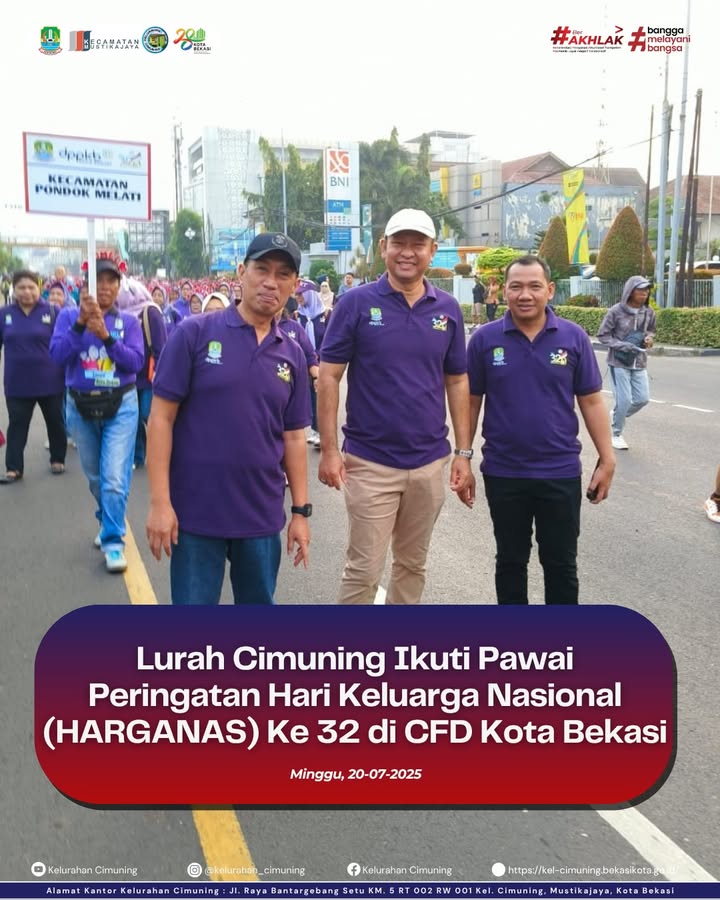 KECAMATAN
MUSTIKAJAYA
28
KOTA
BEKASI
#AKHLAK
#bangga
melayani
bangsa
dppkb
KECAMATAN
PONDOK MELATI
BNI
ATM
32
Lurah Cimuning Ikuti Pawai
Peringatan Hari Keluarga Nasional
(HARGANAS) Ke 32 di CFD Kota Bekasi
Minggu, 20-07-2025
Kelurahan Cimuning
@kelurahan_cimuning
Kelurahan Cimuning
https://kel-cimuning.bekasikota.go.id/
Alamat Kantor Kelurahan Cimuning : Jl. Raya Bantargebang Setu KM. 5 RT 002 RW 001 Kel. Cimuning, Mustikajaya, Kota Bekasi